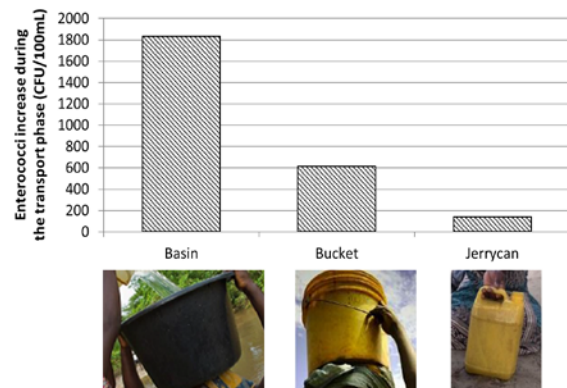 Enterococci increase during
the transport phase (CFU/100mL)
2000
1800
1600
1400
1200
1000
800
600
400
200
0
Basin
Bucket
Jerrycan